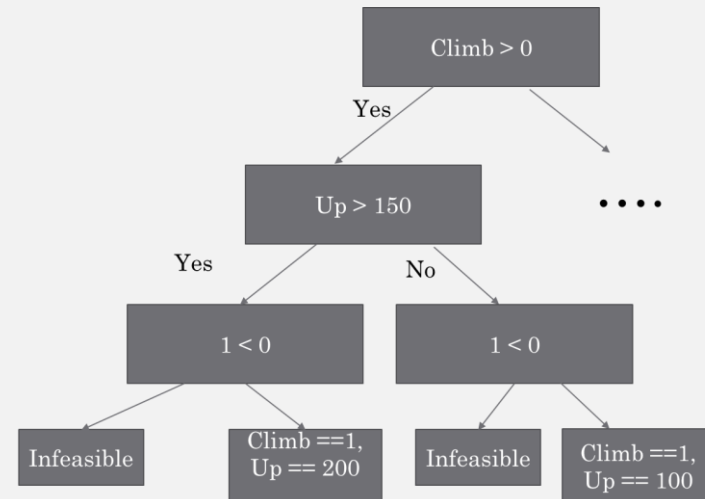 Climb > 0
Yes
Up > 150
....
Yes
No
1 < 0
1 < 0
Infeasible
Climb ==1,
Up == 200
Infeasible
Climb ==1,
Up == 100